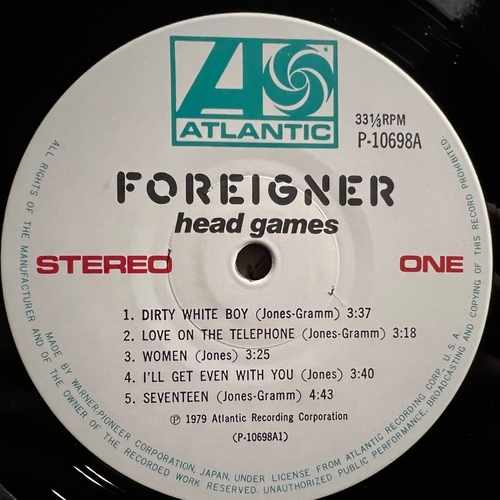 ATLANTIC
33 1/3 RPM
P-10698A
FOREIGNER
head games
STEREO
ONE
1. DIRTY WHITE BOY (Jones-Gramm) 3:37
2. LOVE ON THE TELEPHONE (Jones-Gramm) 3:18
3. WOMEN (Jones) 3:25
4. I'LL GET EVEN WITH YOU (Jones) 3:40
5. SEVENTEEN (Jones-Gramm) 4:43
Ⓟ 1979 Atlantic Recording Corporation
(P-10698A1)
MADE BY WARNER-PIONEER CORPORATION, JAPAN, UNDER LICENSE FROM ATLANTIC RECORDING CORP., U.S.A.
ALL RIGHTS OF THE MANUFACTURER AND OF THE OWNER OF THE RECORDED WORK RESERVED. UNAUTHORIZED PUBLIC PERFORMANCE, BROADCASTING AND COPYING OF THIS RECORD PROHIBITED.